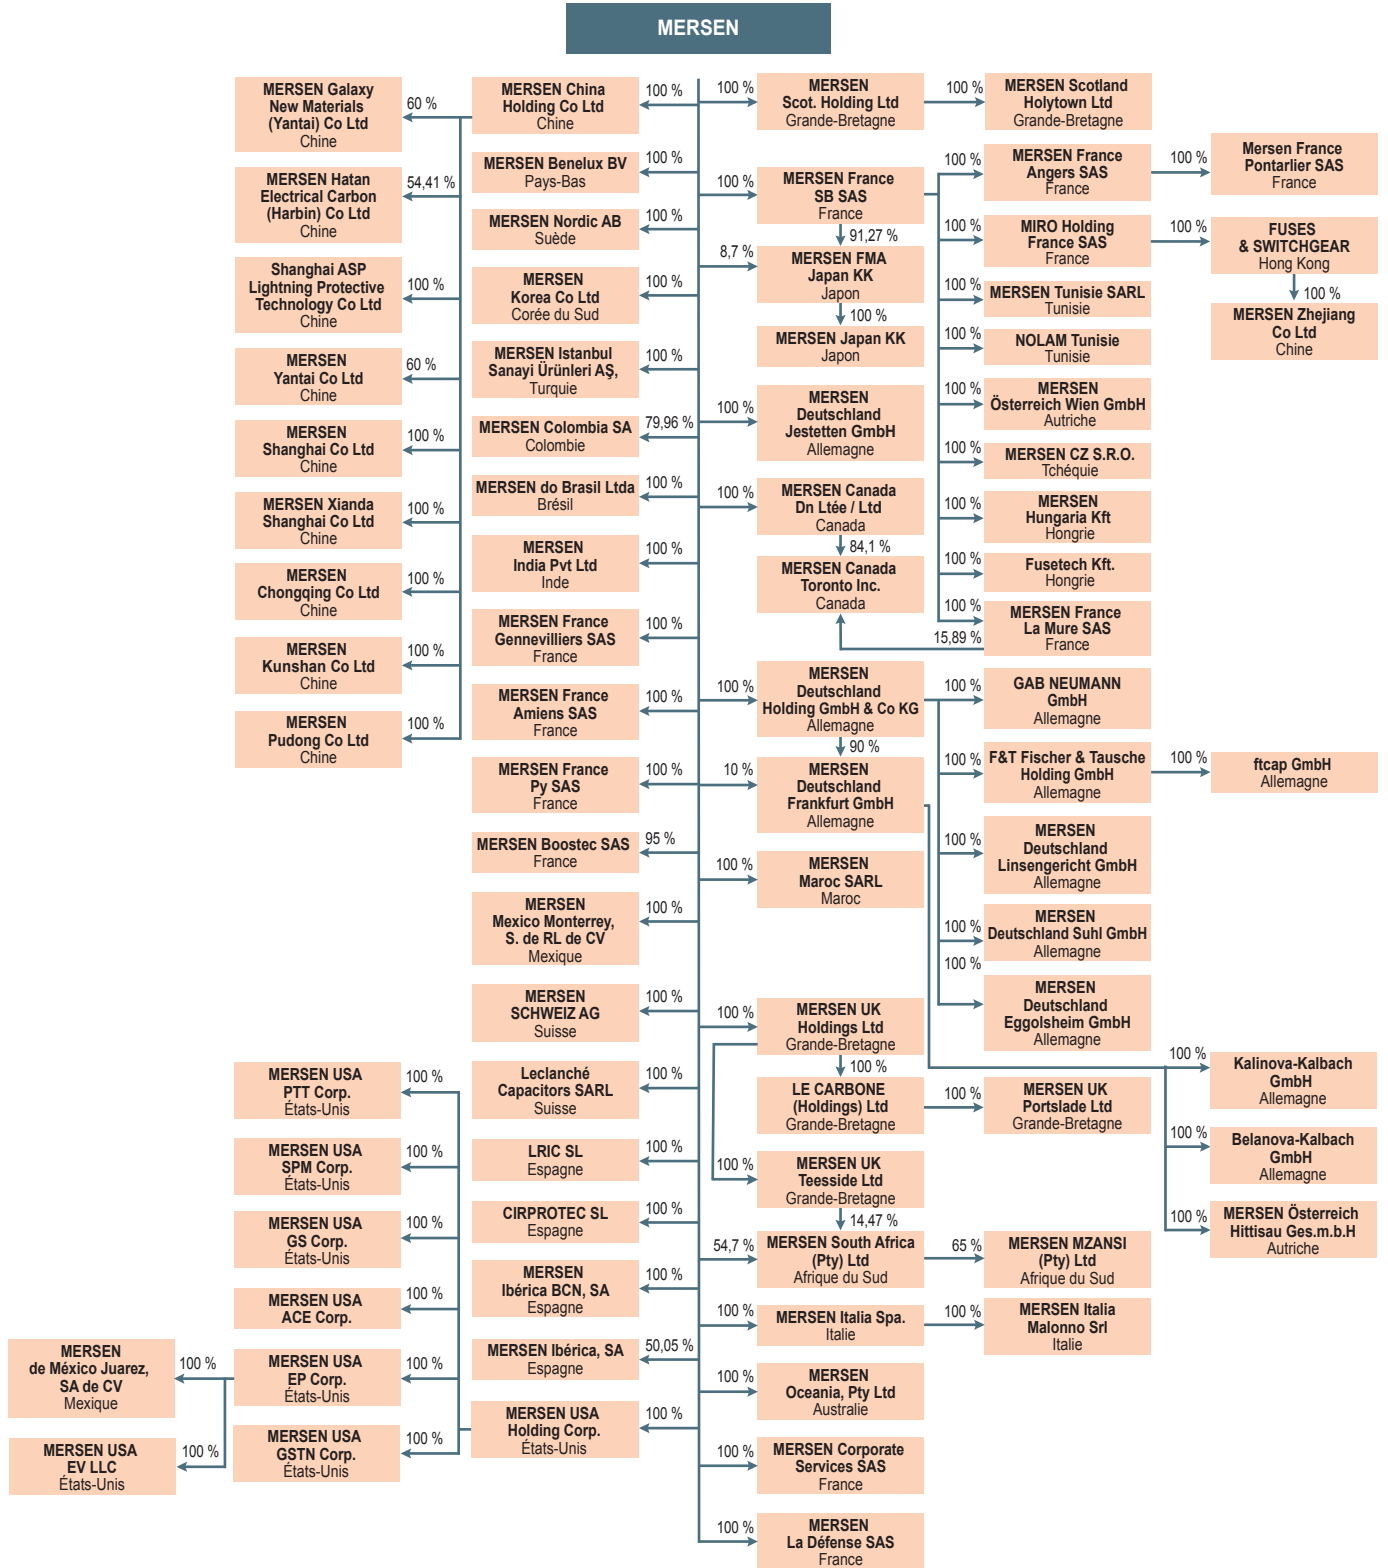 MERSEN
MERSEN Galaxy
New Materials
(Yantai) Co Ltd
Chine
60 %
MERSEN Hatan
Electrical Carbon
(Harbin) Co Ltd
Chine
54,41 %
Shanghai ASP
Lightning Protective
Technology Co Ltd
Chine
100 %
MERSEN
Yantai Co Ltd
Chine
60 %
MERSEN
Shanghai Co Ltd
Chine
100 %
MERSEN Xianda
Shanghai Co Ltd
Chine
100 %
MERSEN
Chongqing Co Ltd
Chine
100 %
MERSEN
Kunshan Co Ltd
Chine
100 %
MERSEN
Pudong Co Ltd
Chine
100 %
MERSEN USA
PTT Corp.
États-Unis
100 %
MERSEN USA
SPM Corp.
États-Unis
100 %
MERSEN USA
GS Corp.
États-Unis
100 %
MERSEN USA
ACE Corp.
100 %
MERSEN
de México Juarez,
SA de CV
Mexique
100 %
MERSEN USA
EP Corp.
États-Unis
100 %
MERSEN USA
EV LLC
États-Unis
100 %
MERSEN USA
GSTN Corp.
États-Unis
100 %
MERSEN China
Holding Co Ltd
Chine
100 %
MERSEN Benelux BV
Pays-Bas
100 %
MERSEN Nordic AB
Suède
100 %
MERSEN
Korea Co Ltd
Corée du Sud
100 %
MERSEN Istanbul
Sanayi Ürünleri AŞ,
Turquie
100 %
MERSEN Colombia SA
Colombie
79,96 %
MERSEN do Brasil Ltda
Brésil
100 %
MERSEN
India Pvt Ltd
Inde
100 %
MERSEN France
Gennevilliers SAS
France
100 %
MERSEN France
Amiens SAS
France
100 %
MERSEN France
Py SAS
France
100 %
MERSEN Boostec SAS
France
95 %
MERSEN
Mexico Monterrey,
S. de RL de CV
Mexique
100 %
MERSEN
SCHWEIZ AG
Suisse
100 %
Leclanché
Capacitors SARL
Suisse
100 %
LRIC SL
Espagne
100 %
CIRPROTEC SL
Espagne
100 %
MERSEN
Ibérica BCN, SA
Espagne
100 %
MERSEN Ibérica, SA
Espagne
50,05 %
MERSEN USA
Holding Corp.
États-Unis
100 %
100 %
MERSEN
Scot. Holding Ltd
Grande-Bretagne
100 %
MERSEN Scotland
Holytown Ltd
Grande-Bretagne
100 %
MERSEN France
SB SAS
France
91,27 %
8,7 %
MERSEN FMA
Japan KK
Japon
100 %
MERSEN Japan KK
Japon
100 %
MERSEN
Deutschland
Jestetten GmbH
Allemagne
100 %
MERSEN Canada
Dn Ltée / Ltd
Canada
84,1 %
MERSEN Canada
Toronto Inc.
Canada
15,89 %
100 %
MERSEN France
Angers SAS
France
100 %
Mersen France
Pontarlier SAS
France
100 %
MIRO Holding
France SAS
France
100 %
FUSES
& SWITCHGEAR
Hong Kong
100 %
MERSEN Zhejiang
Co Ltd
Chine
100 %
MERSEN Tunisie SARL
Tunisie
100 %
NOLAM Tunisie
Tunisie
100 %
MERSEN
Österreich Wien GmbH
Autriche
100 %
MERSEN CZ S.R.O.
Tchéquie
100 %
MERSEN
Hungaria Kft
Hongrie
100 %
Fusetech Kft.
Hongrie
100 %
MERSEN France
La Mure SAS
France
100 %
MERSEN
Deutschland
Holding GmbH & Co KG
Allemagne
90 %
10 %
MERSEN
Deutschland
Frankfurt GmbH
Allemagne
100 %
GAB NEUMANN
GmbH
Allemagne
100 %
F&T Fischer & Tausche
Holding GmbH
Allemagne
100 %
ftcap GmbH
Allemagne
100 %
MERSEN
Deutschland
Linsengericht GmbH
Allemagne
100 %
MERSEN
Deutschland Suhl GmbH
Allemagne
100 %
MERSEN
Deutschland
Eggolsheim GmbH
Allemagne
100 %
MERSEN
Maroc SARL
Maroc
100 %
MERSEN UK
Holdings Ltd
Grande-Bretagne
100 %
LE CARBONE
(Holdings) Ltd
Grande-Bretagne
100 %
MERSEN UK
Portslade Ltd
Grande-Bretagne
100 %
MERSEN UK
Teesside Ltd
Grande-Bretagne
14,47 %
100 %
Kalinova-Kalbach
GmbH
Allemagne
100 %
Belanova-Kalbach
GmbH
Allemagne
100 %
MERSEN Österreich
Hittisau Ges.m.b.H
Autriche
54,7 %
MERSEN South Africa
(Pty) Ltd
Afrique du Sud
65 %
MERSEN MZANSI
(Pty) Ltd
Afrique du Sud
100 %
MERSEN Italia Spa.
Italie
100 %
MERSEN Italia
Malonno Srl
Italie
100 %
MERSEN
Oceania, Pty Ltd
Australie
100 %
MERSEN Corporate
Services SAS
France
100 %
MERSEN
La Défense SAS
France